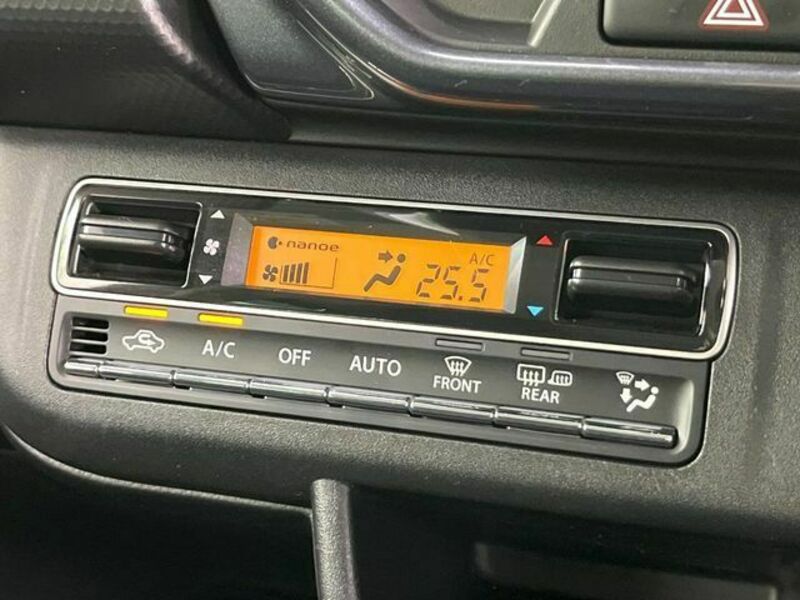 nanoe
A/C
25.5
A/C OFF AUTO FRONT REAR